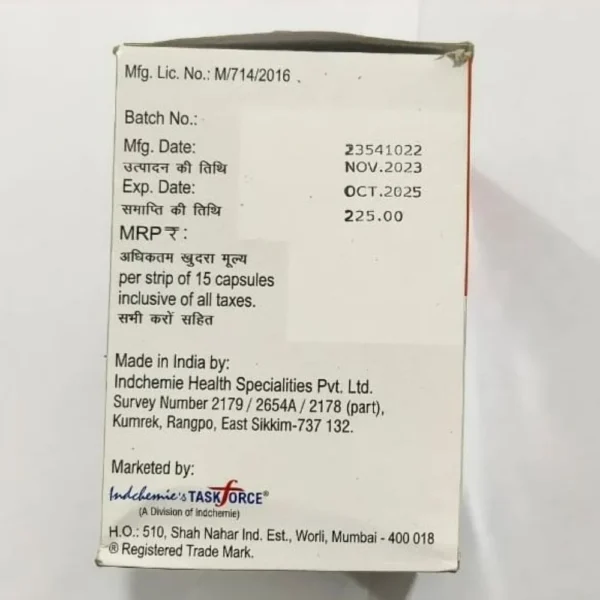 Mfg. Lic. No.: M/714/2016 .
Batch No.:
Mfg. Date: 23541022
उत्पादन की तिथि NOV.2023
Exp. Date: OCT.2025
समाप्ति की तिथि 225.00
MRP ₹ :
अधिकतम खुदरा मूल्य
per strip of 15 capsules
inclusive of all taxes.
सभी करों सहित
Made in India by:
Indchemie Health Specialities Pvt. Ltd.
Survey Number 2179 / 2654A / 2178 (part),
Kumrek, Rangpo, East Sikkim-737 132.
Marketed by:
Indchemie's TASKFORCE®
(A Division of Indchemie)
H.O.: 510, Shah Nahar Ind. Est., Worli, Mumbai - 400 018
® Registered Trade Mark.